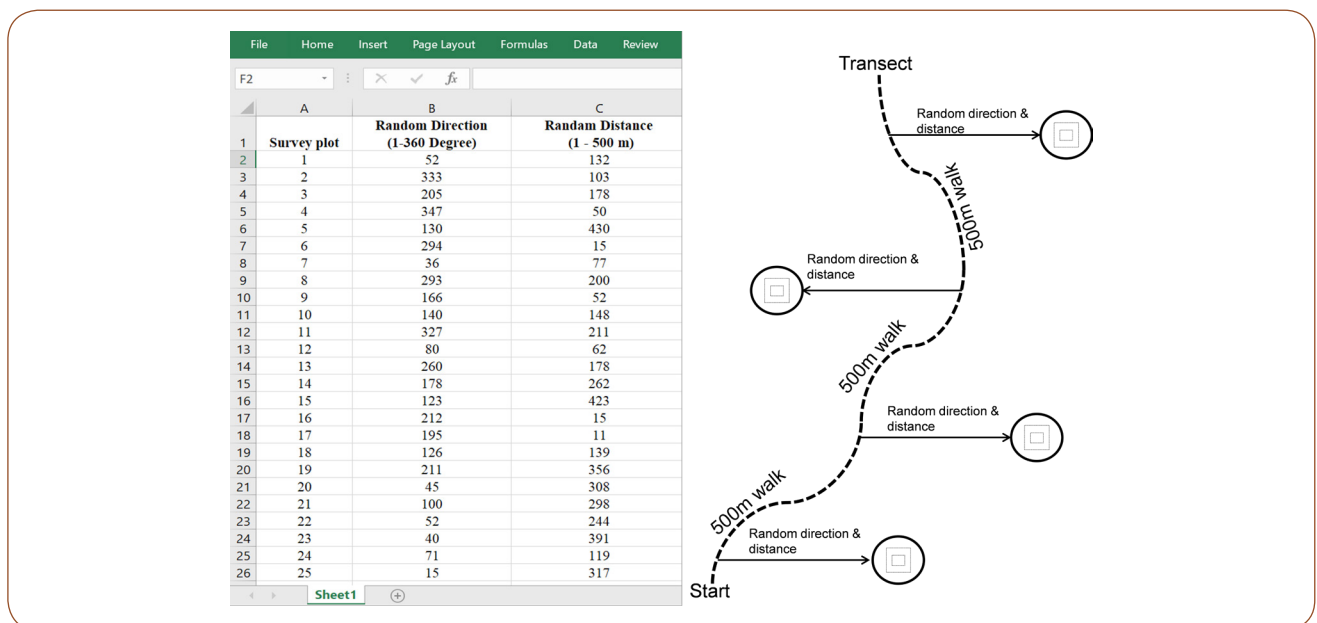 File Home Insert Page Layout Formulas Data Review
F2 fx
A B C
1 Survey plot Random Direction (1-360 Degree) Randam Distance (1 - 500 m)
2 1 52 132
3 2 333 103
4 3 205 178
5 4 347 50
6 5 130 430
7 6 294 15
8 7 36 77
9 8 293 200
10 9 166 52
11 10 140 148
12 11 327 211
13 12 80 62
14 13 260 178
15 14 178 262
16 15 123 423
17 16 212 15
18 17 195 11
19 18 126 139
20 19 211 356
21 20 45 308
22 21 100 298
23 22 52 244
24 23 40 391
25 24 71 119
26 25 15 317
Sheet1
Transect
Random direction &
distance
500m walk
Random direction &
distance
500m walk
Random direction &
distance
500m walk
Random direction &
distance
Start